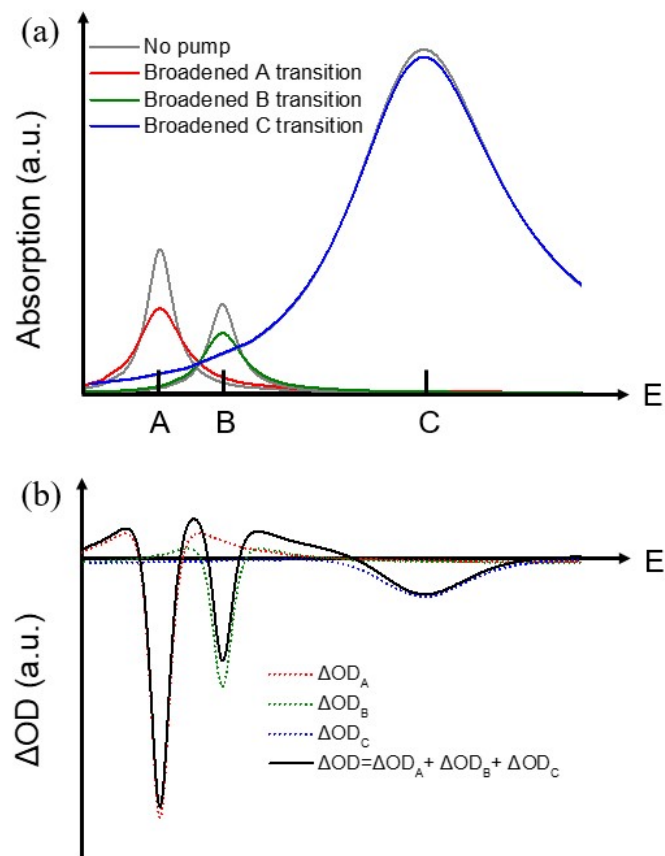 (a)
No pump
Broadened A transition
Broadened B transition
Broadened C transition
Absorption (a.u.)
E
A B C
(b)
E
ΔOD (a.u.)
ΔOD_A
ΔOD_B
ΔOD_C
ΔOD=ΔOD_A+ ΔOD_B+ ΔOD_C